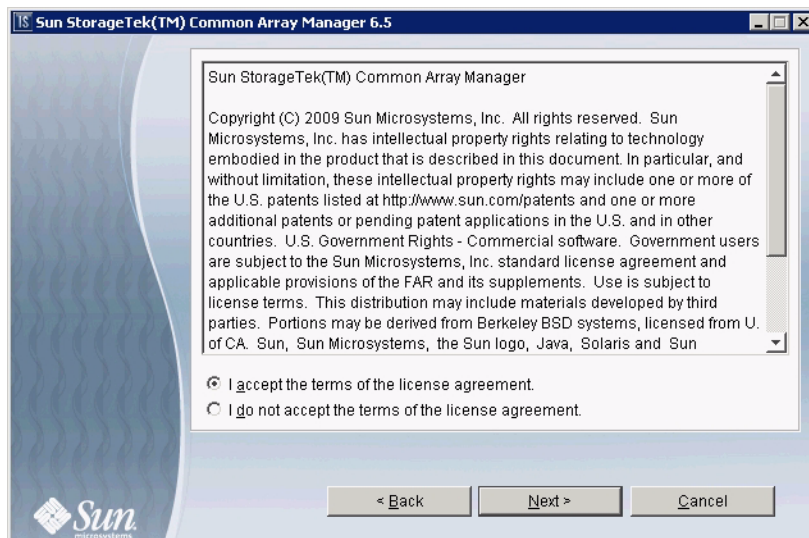 TS Sun StorageTek(TM) Common Array Manager 6.5
Sun StorageTek(TM) Common Array Manager
Copyright (C) 2009 Sun Microsystems, Inc. All rights reserved. Sun
Microsystems, Inc. has intellectual property rights relating to technology
embodied in the product that is described in this document. In particular, and
without limitation, these intellectual property rights may include one or more of
the U.S. patents listed at http://www.sun.com/patents and one or more
additional patents or pending patent applications in the U.S. and in other
countries. U.S. Government Rights - Commercial software. Government users
are subject to the Sun Microsystems, Inc. standard license agreement and
applicable provisions of the FAR and its supplements. Use is subject to
license terms. This distribution may include materials developed by third
parties. Portions may be derived from Berkeley BSD systems, licensed from U.
of CA. Sun, Sun Microsystems, the Sun logo, Java, Solaris and Sun
I accept the terms of the license agreement.
I do not accept the terms of the license agreement.
< Back Next > Cancel
Sun
microsystems